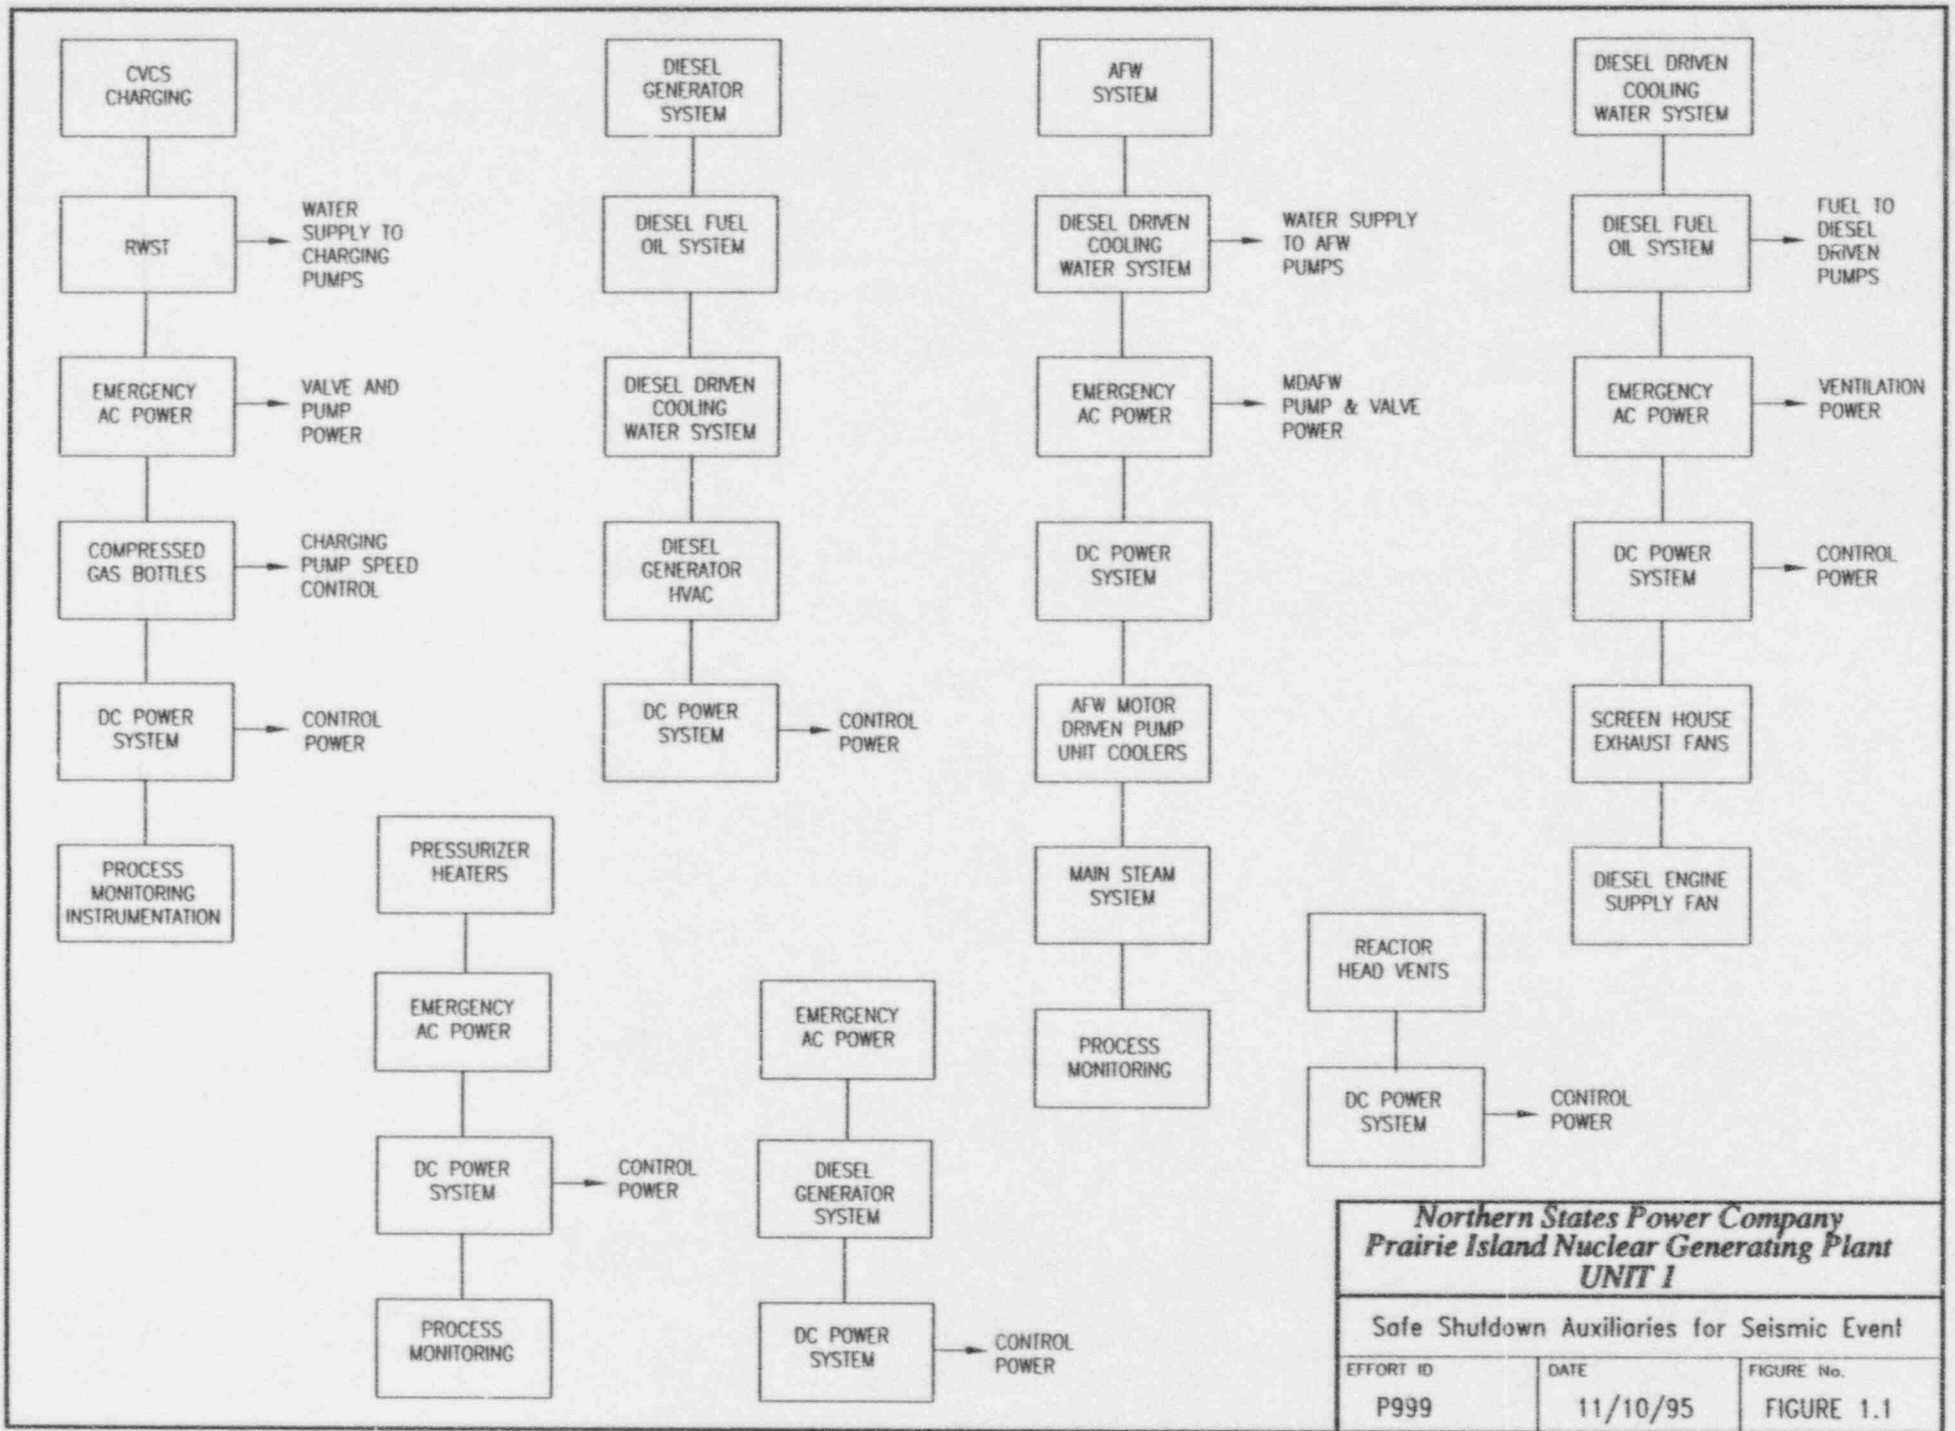 CVCS
CHARGING
RWST
WATER
SUPPLY TO
CHARGING
PUMPS
EMERGENCY
AC POWER
VALVE AND
PUMP
POWER
COMPRESSED
GAS BOTTLES
CHARGING
PUMP SPEED
CONTROL
DC POWER
SYSTEM
CONTROL
POWER
PROCESS
MONITORING
INSTRUMENTATION
PRESSURIZER
HEATERS
EMERGENCY
AC POWER
DC POWER
SYSTEM
CONTROL
POWER
PROCESS
MONITORING
DIESEL
GENERATOR
SYSTEM
DIESEL FUEL
OIL SYSTEM
DIESEL DRIVEN
COOLING
WATER SYSTEM
DIESEL
GENERATOR
HVAC
DC POWER
SYSTEM
CONTROL
POWER
EMERGENCY
AC POWER
DIESEL
GENERATOR
SYSTEM
DC POWER
SYSTEM
CONTROL
POWER
AFW
SYSTEM
DIESEL DRIVEN
COOLING
WATER SYSTEM
WATER SUPPLY
TO AFW
PUMPS
EMERGENCY
AC POWER
MDAFW
PUMP & VALVE
POWER
DC POWER
SYSTEM
AFW MOTOR
DRIVEN PUMP
UNIT COOLERS
MAIN STEAM
SYSTEM
PROCESS
MONITORING
DIESEL DRIVEN
COOLING
WATER SYSTEM
DIESEL FUEL
OIL SYSTEM
FUEL TO
DIESEL
DRIVEN
PUMPS
EMERGENCY
AC POWER
VENTILATION
POWER
DC POWER
SYSTEM
CONTROL
POWER
SCREEN HOUSE
EXHAUST FANS
DIESEL ENGINE
SUPPLY FAN
REACTOR
HEAD VENTS
DC POWER
SYSTEM
CONTROL
POWER
Northern States Power Company
Prairie Island Nuclear Generating Plant
UNIT 1
Safe Shutdown Auxiliaries for Seismic Event
EFFORT ID
P999
DATE
11/10/95
FIGURE No.
FIGURE 1.1